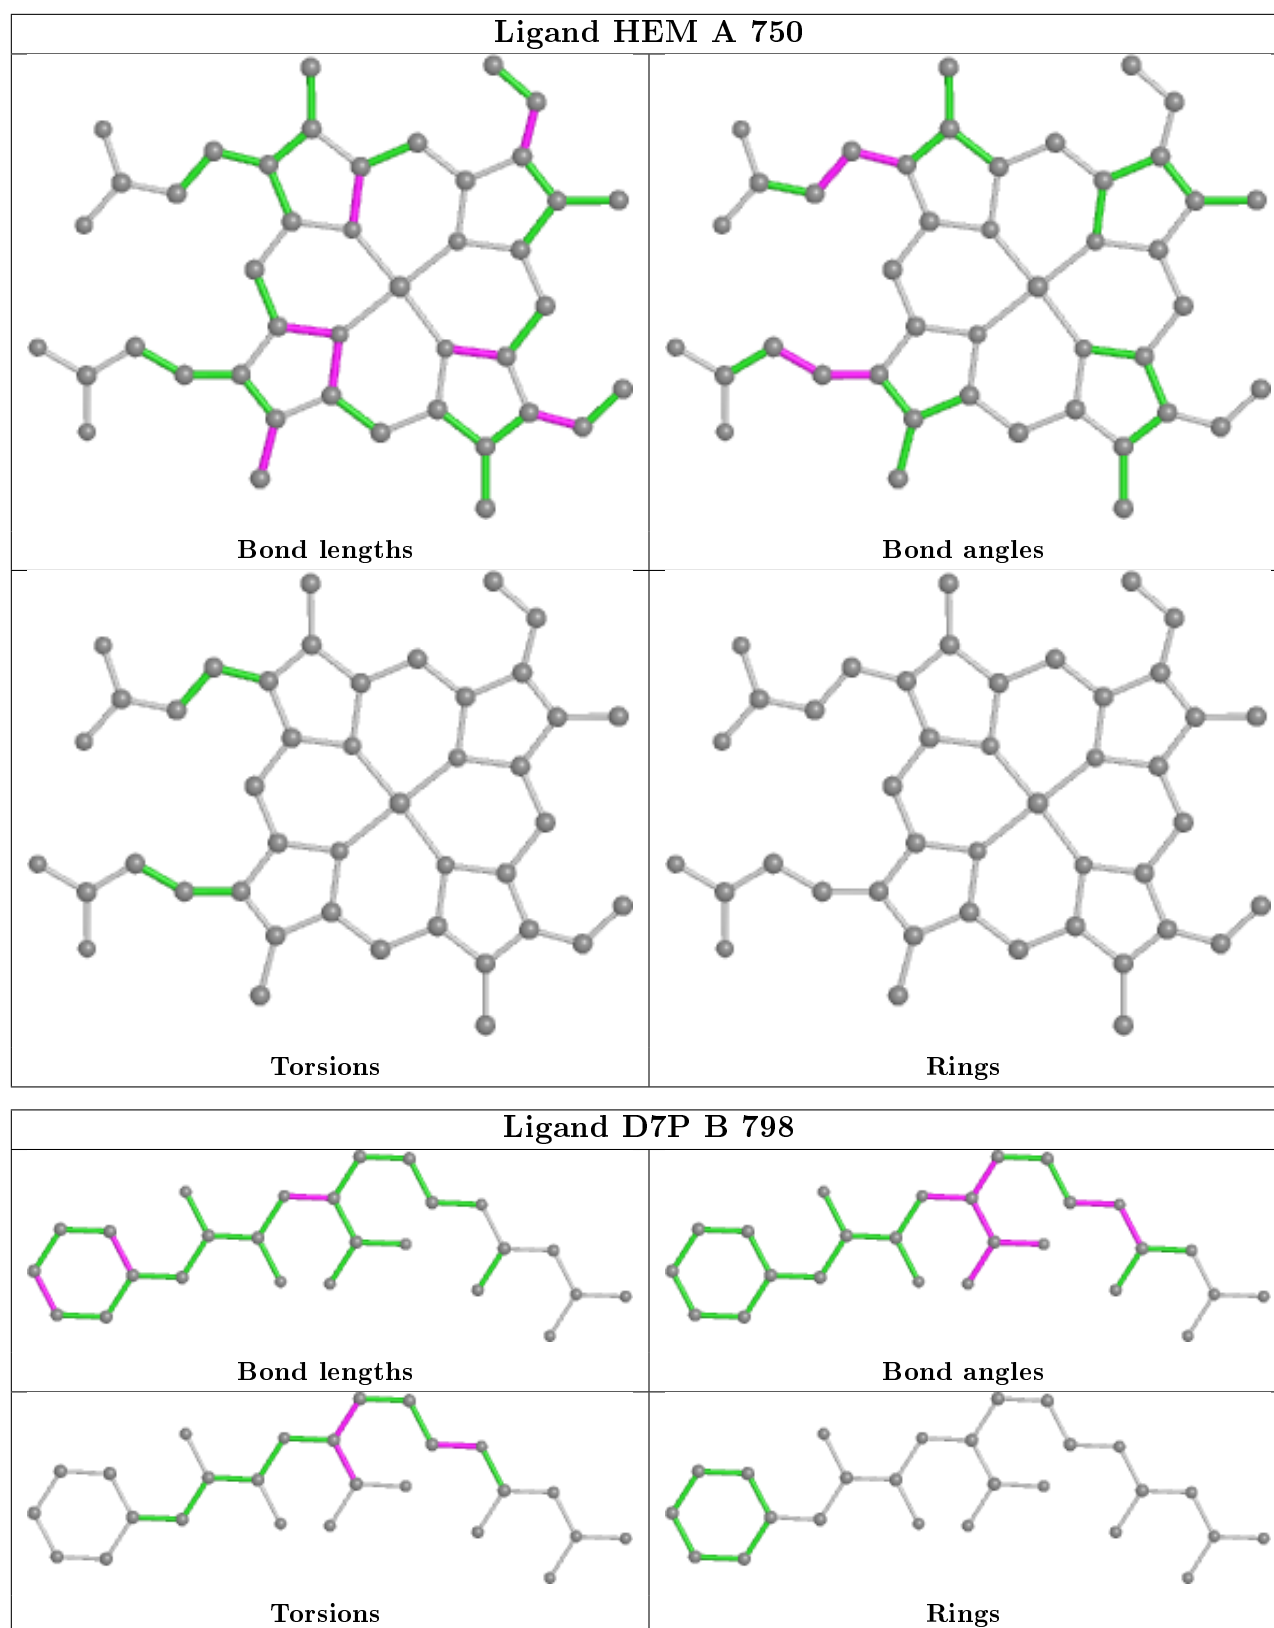 Ligand HEM A 750
Bond lengths
Bond angles
Torsions
Rings
Ligand D7P B 798
Bond lengths
Bond angles
Torsions
Rings